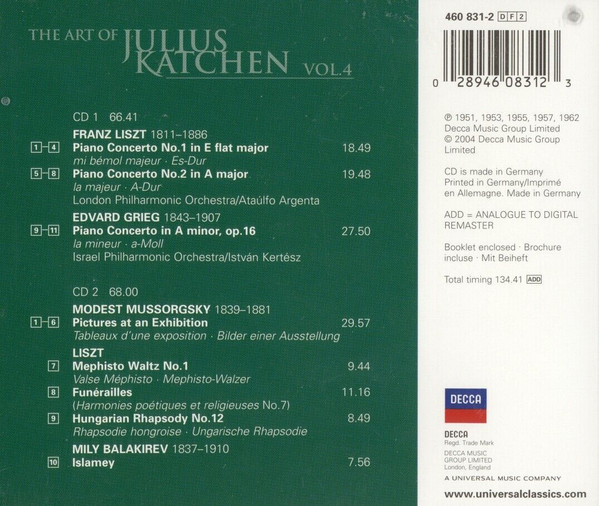 THE ART OF JULIUS KATCHEN VOL.4
CD 1 66.41
FRANZ LISZT 1811–1886
1–4 Piano Concerto No.1 in E flat major 18.49
mi bémol majeur · Es-Dur
5–8 Piano Concerto No.2 in A major 19.48
la majeur · A-Dur
London Philharmonic Orchestra/Ataúlfo Argenta
EDVARD GRIEG 1843–1907
9–11 Piano Concerto in A minor, op.16 27.50
la mineur · a-Moll
Israel Philharmonic Orchestra/István Kertész
CD 2 68.00
MODEST MUSSORGSKY 1839–1881
1–6 Pictures at an Exhibition 29.57
Tableaux d'une exposition · Bilder einer Ausstellung
LISZT
7 Mephisto Waltz No.1 9.44
Valse Méphisto · Mephisto-Walzer
8 Funérailles 11.16
(Harmonies poétiques et religieuses No.7)
9 Hungarian Rhapsody No.12 8.49
Rhapsodie hongroise · Ungarische Rhapsodie
MILY BALAKIREV 1837–1910
10 Islamey 7.56
460 831-2 D F 2
0 28946 08312 3
℗ 1951, 1953, 1955, 1957, 1962
Decca Music Group Limited
© 2004 Decca Music Group
Limited
CD is made in Germany
Printed in Germany/Imprimé
en Allemagne. Made in Germany
ADD = ANALOGUE TO DIGITAL
REMASTER
Booklet enclosed · Brochure
incluse · Mit Beiheft
Total timing 134.41 ADD
DECCA
DECCA
Regd. Trade Mark
DECCA MUSIC
GROUP LIMITED
London, England
A UNIVERSAL MUSIC COMPANY
www.universalclassics.com